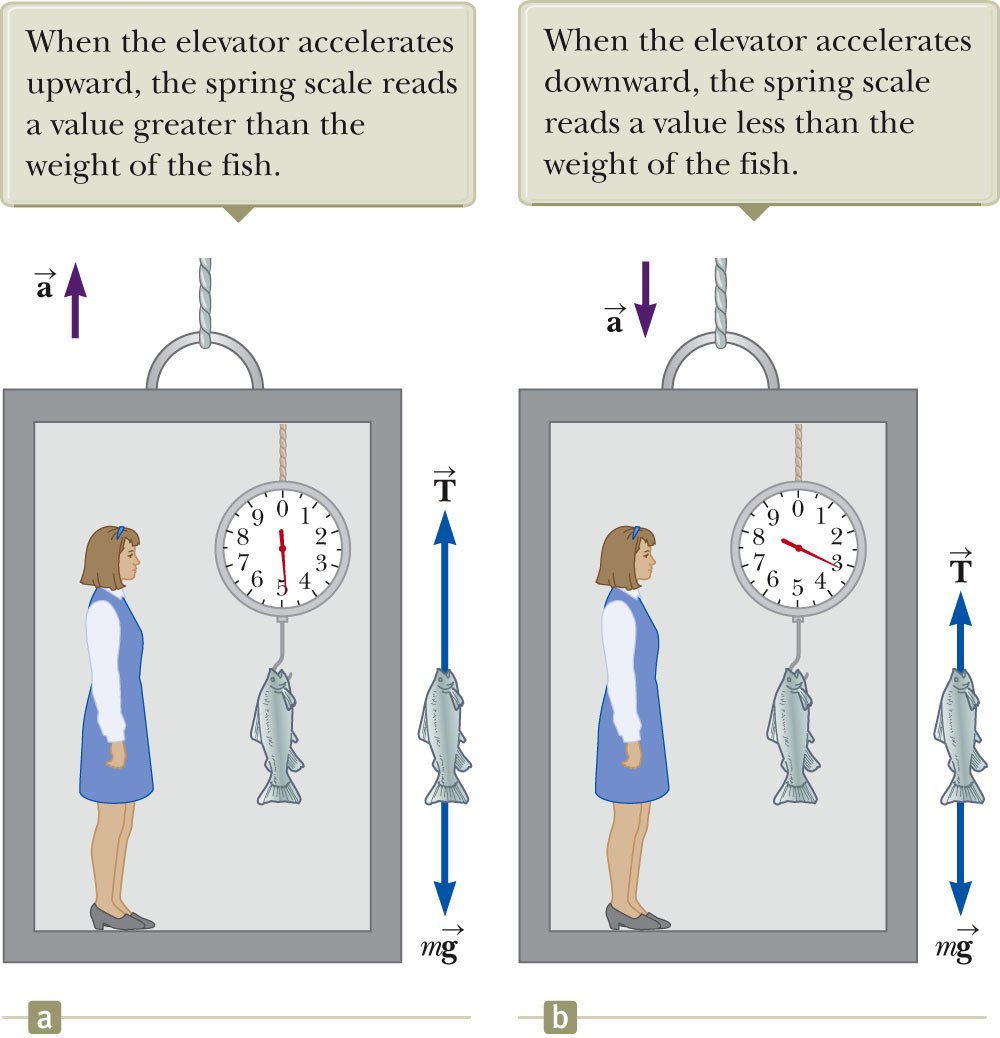 When the elevator accelerates
upward, the spring scale reads
a value greater than the
weight of the fish.
When the elevator accelerates
downward, the spring scale
reads a value less than the
weight of the fish.
a
a
T
0
1
2
3
4
5
6
7
8
9
mg
T
0
1
2
3
4
5
6
7
8
9
mg
a
b